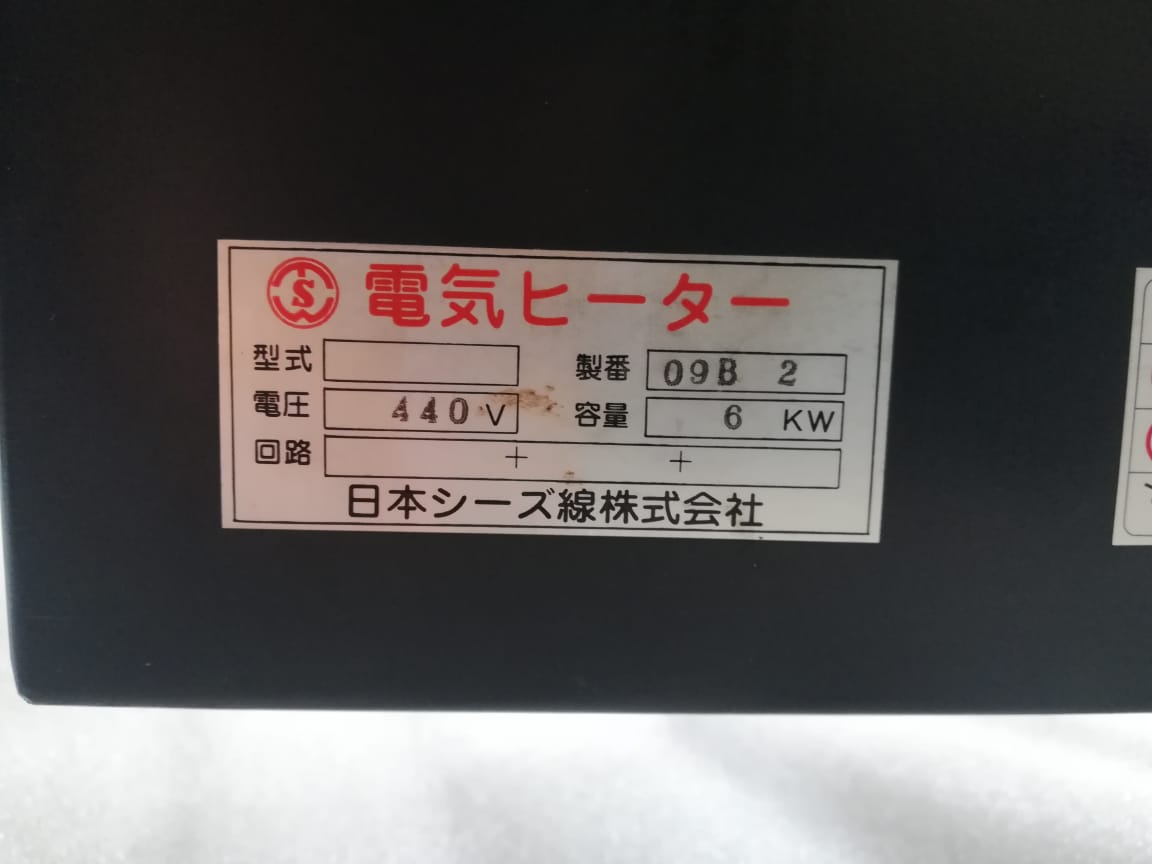 S 電気ヒーター
型式 製番 09B 2
電圧 440 V 容量 6 KW
回路 + +
日本シーズ線株式会社